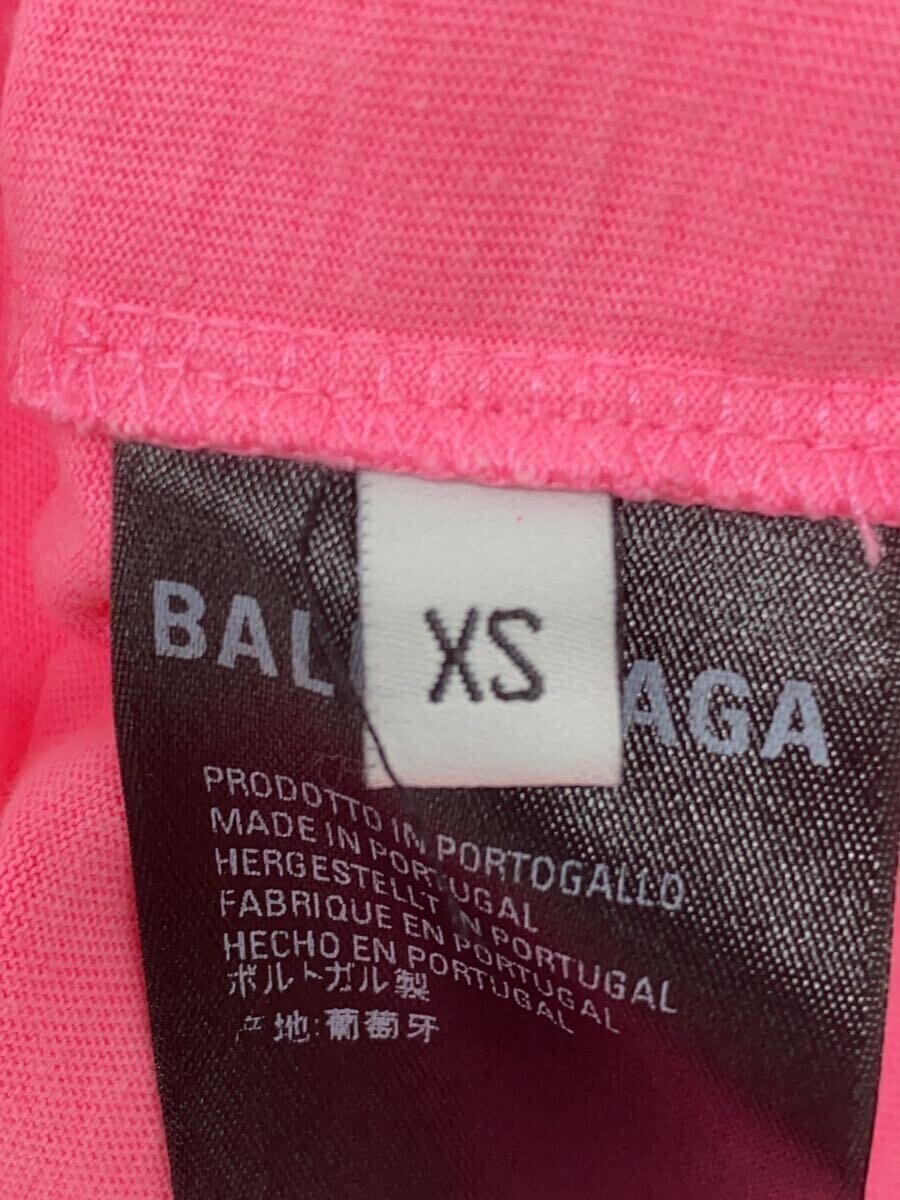 BAL AGA
XS
PRODOTTO IN PORTOGALLO
MADE IN PORTUGAL
HERGESTELLT IN PORTUGAL
FABRIQUE EN PORTUGAL
HECHO EN PORTUGAL
ポルトガル製
产地:葡萄牙